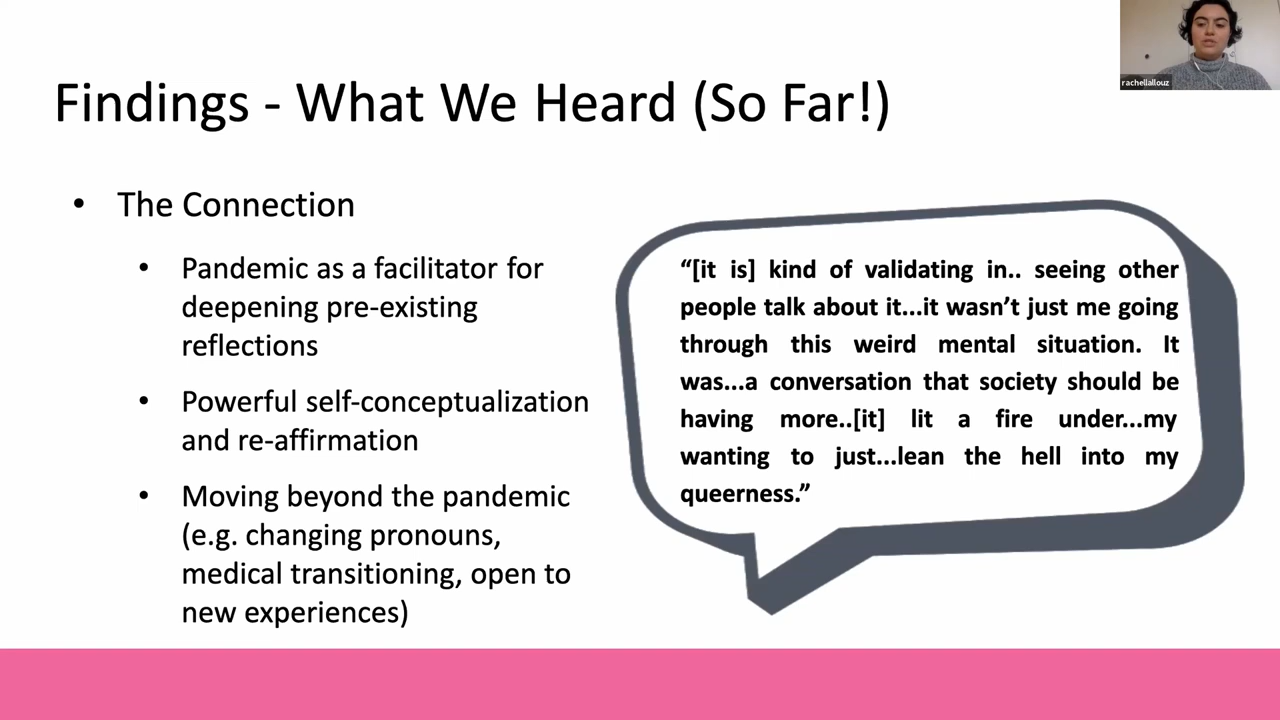 rachellallouz
Findings - What We Heard (So Far!)
• The Connection
• Pandemic as a facilitator for
deepening pre-existing
reflections
• Powerful self-conceptualization
and re-affirmation
• Moving beyond the pandemic
(e.g. changing pronouns,
medical transitioning, open to
new experiences)
“[it is] kind of validating in.. seeing other
people talk about it...it wasn’t just me going
through this weird mental situation. It
was...a conversation that society should be
having more..[it] lit a fire under...my
wanting to just...lean the hell into my
queerness.”